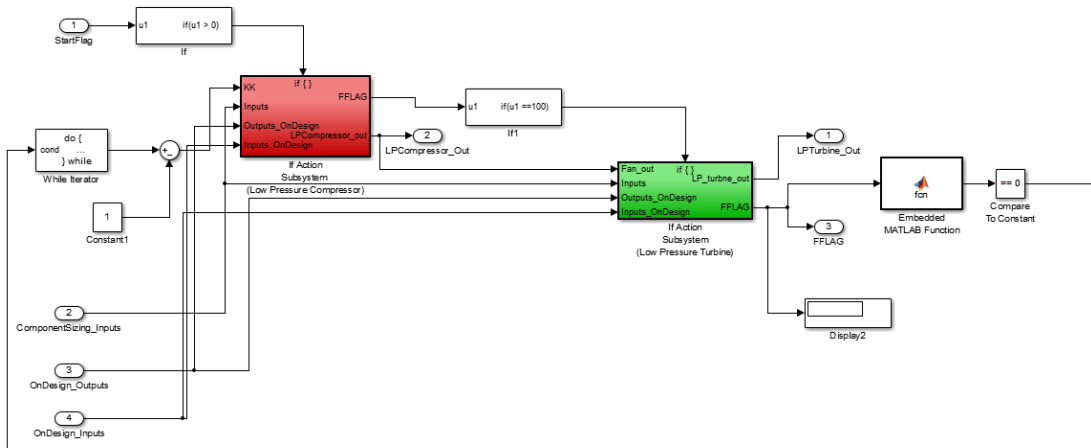 1
StartFlag
u1
if(u1 > 0)
If
if { }
KK
FFLAG
Inputs
Outputs_OnDesign
LPCompressor_out
Inputs_OnDesign
If Action
Subsystem
(Low Pressure Compressor)
u1
if(u1 ==100)
If1
2
LPCompressor_Out
do {
cond
...
} while
While Iterator
+
-
1
Constant1
if { }
Fan_out
LP_turbne_out
Inputs
Outputs_OnDesign
FFLAG
Inputs_OnDesign
If Action
Subsystem
(Low Pressure Turbine)
1
LPTurbine_Out
fcn
Embedded
MATLAB Function
== 0
Compare
To Constant
3
FFLAG
Display2
2
ComponentSizing_Inputs
3
OnDesign_Outputs
4
OnDesign_Inputs